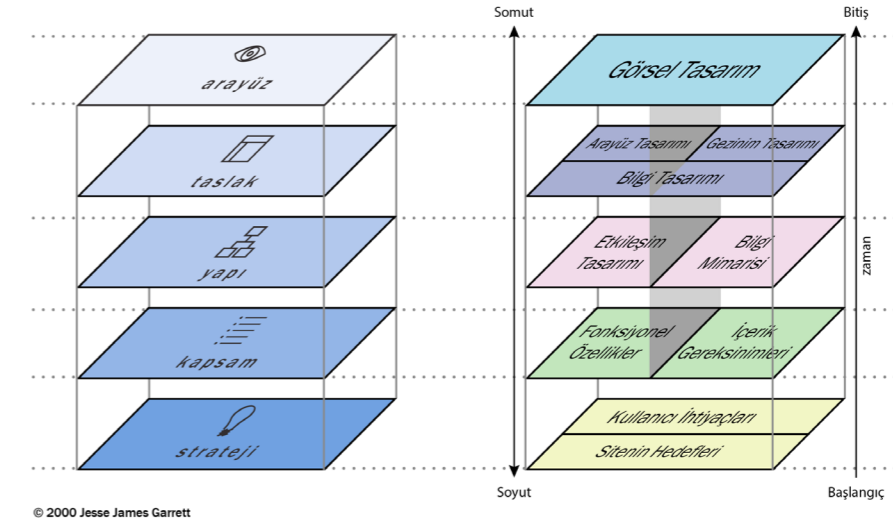 Somut
Bitiş
arayüz
Görsel Tasarım
taslak
Arayüz Tasarımı
Gezinim Tasarımı
Bilgi Tasarımı
yapı
Etkileşim
Tasarımı
Bilgi
Mimarisi
zaman
kapsam
Fonksiyonel
Özellikler
İçerik
Gereksinimleri
strateji
Kullanıcı İhtiyaçları
Sitenin Hedefleri
Soyut
Başlangıç
© 2000 Jesse James Garrett